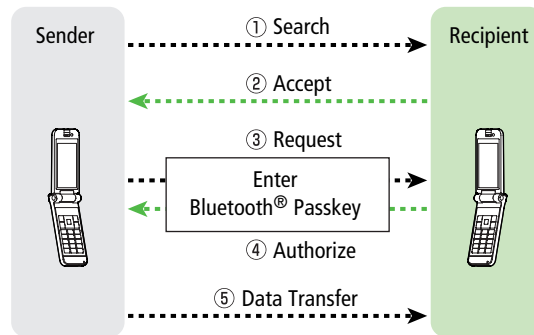 Sender
Recipient
① Search
② Accept
③ Request
Enter
Bluetooth® Passkey
④ Authorize
⑤ Data Transfer